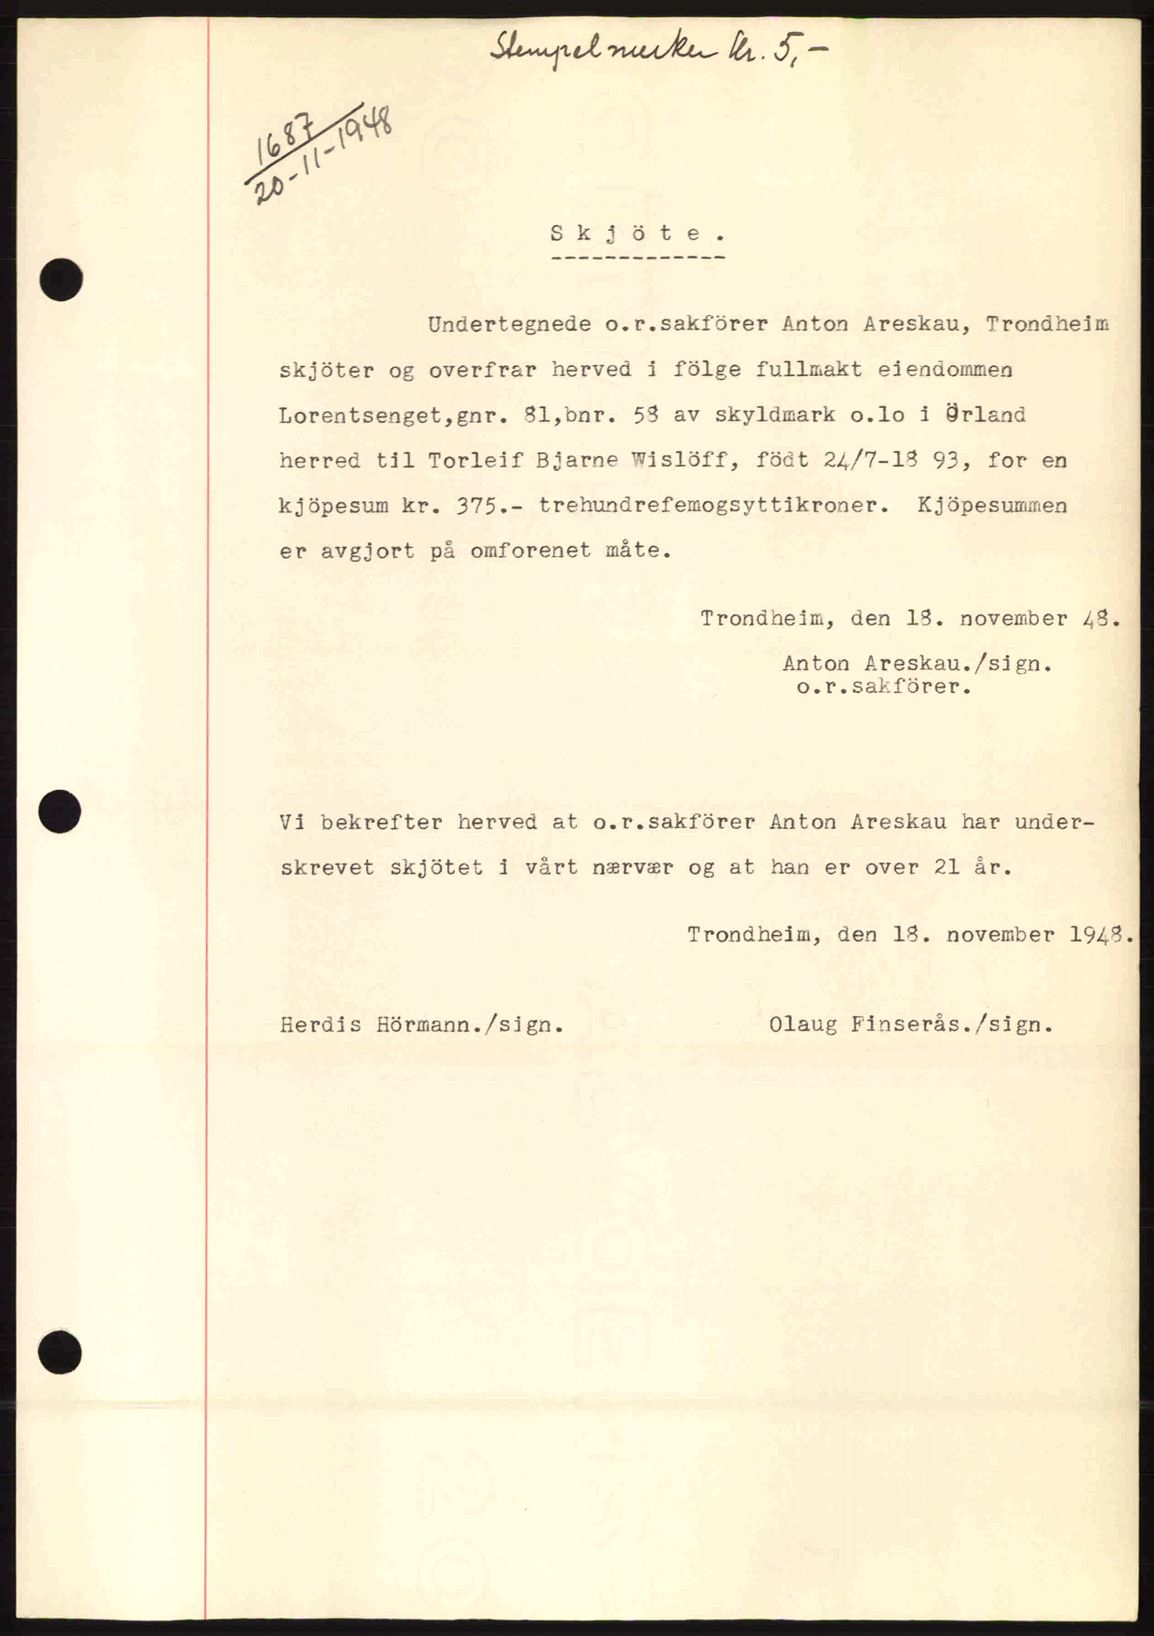 Stempelmerker kr. 5,-
1687
20-11-1948
Skjöte.
Undertegnede o.r.sakförer Anton Areskau, Trondheim
skjöter og overfrar herved i fölge fullmakt eiendommen
Lorentsenget,gnr. 81,bnr. 58 av skyldmark o.lo i Örland
herred til Torleif Bjarne Wislöff, födt 24/7-18 93, for en
kjöpesum kr. 375.- trehundrefemogsyttikroner. Kjöpesummen
er avgjort på omforenet måte.
Trondheim, den 18. november 48.
Anton Areskau./sign.
o.r.sakförer.
Vi bekrefter herved at o.r.sakförer Anton Areskau har under-
skrevet skjötet i vårt nærvær og at han er over 21 år.
Trondheim, den 18. november 1948.
Herdis Hörmann./sign. Olaug Finserås./sign.